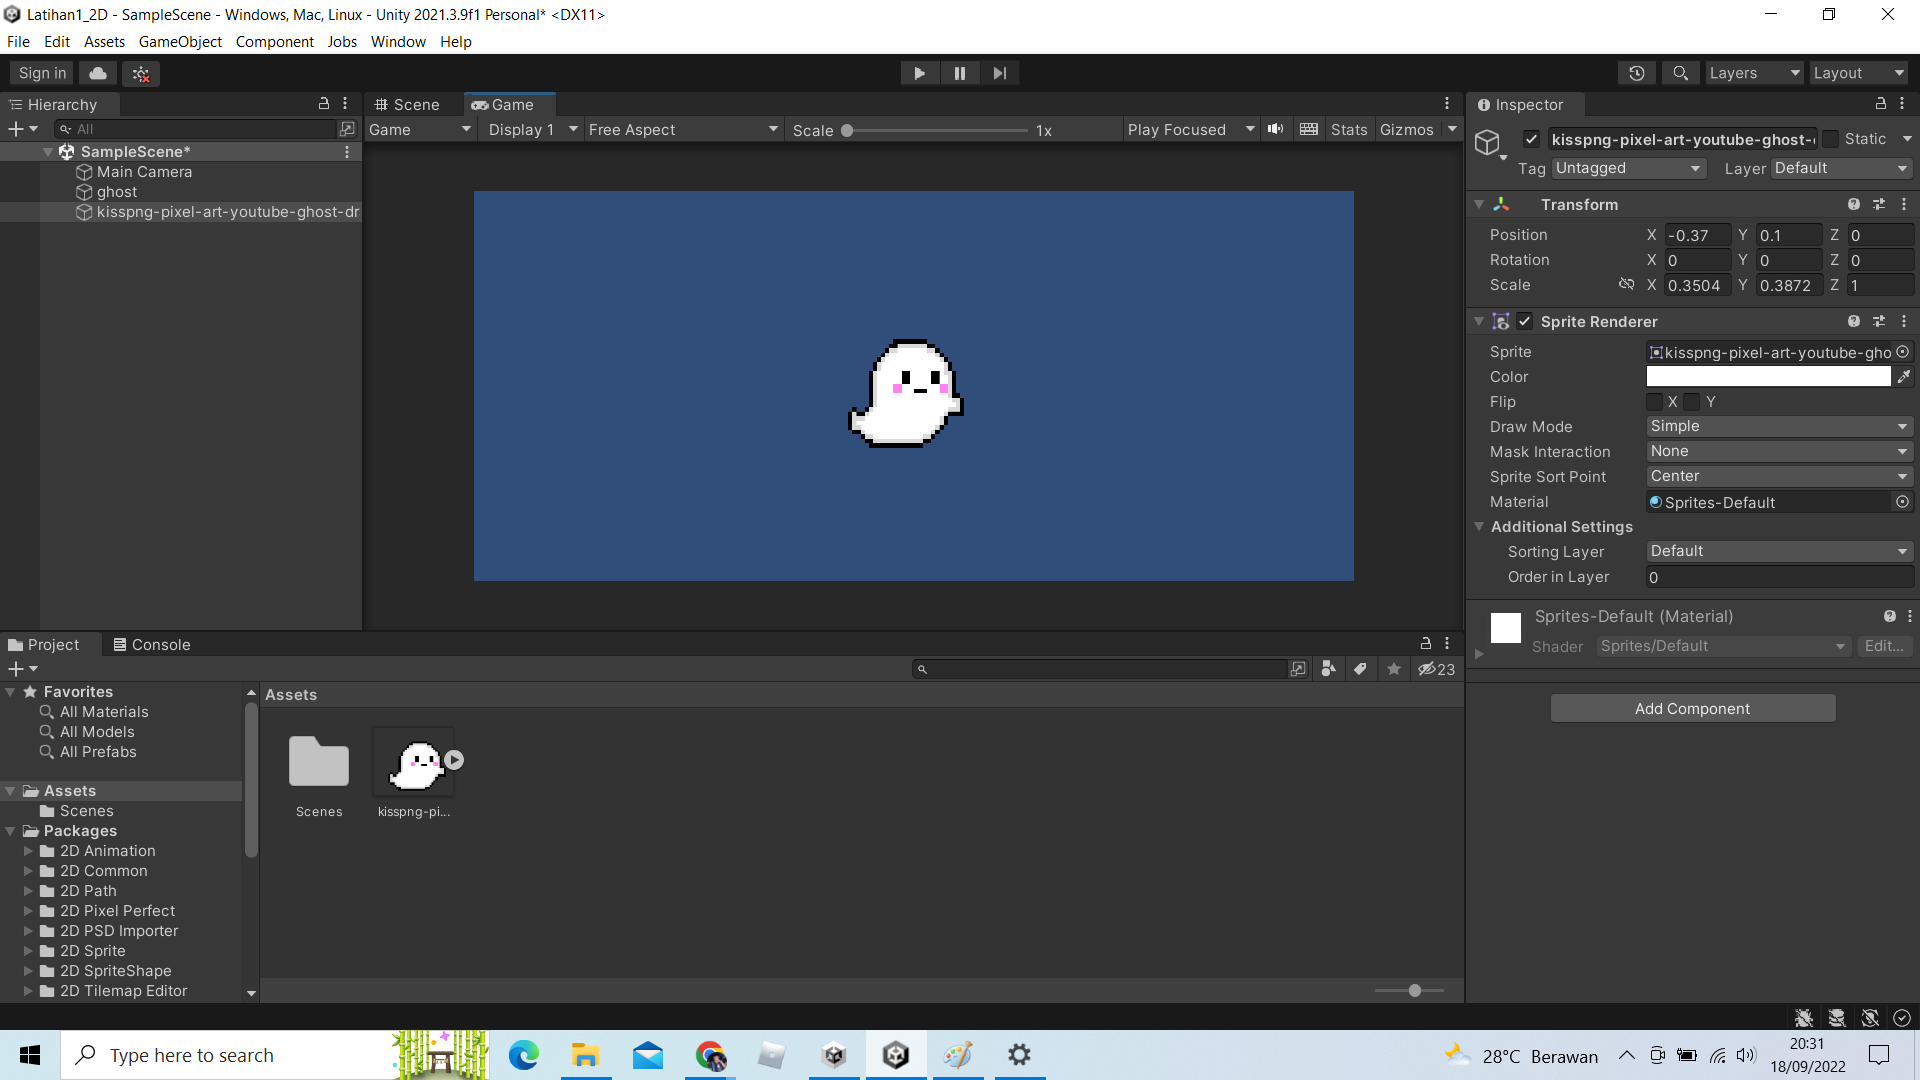 Latihan1_2D - SampleScene - Windows, Mac, Linux - Unity 2021.3.9f1 Personal* <DX11>
File Edit Assets GameObject Component Jobs Window Help
Sign in
Layers
Layout
Hierarchy
All
SampleScene*
Main Camera
ghost
kisspng-pixel-art-youtube-ghost-dr
Scene
Game
Game
Display 1
Free Aspect
Scale
1x
Play Focused
Stats
Gizmos
Inspector
kisspng-pixel-art-youtube-ghost-
Static
Tag Untagged
Layer Default
Transform
Position X -0.37 Y 0.1 Z 0
Rotation X 0 Y 0 Z 0
Scale X 0.3504 Y 0.3872 Z 1
Sprite Renderer
Sprite kisspng-pixel-art-youtube-gho
Color
Flip X Y
Draw Mode Simple
Mask Interaction None
Sprite Sort Point Center
Material Sprites-Default
Additional Settings
Sorting Layer Default
Order in Layer 0
Sprites-Default (Material)
Shader Sprites/Default Edit...
Add Component
Project
Console
23
Favorites
All Materials
All Models
All Prefabs
Assets
Scenes
Packages
2D Animation
2D Common
2D Path
2D Pixel Perfect
2D PSD Importer
2D Sprite
2D SpriteShape
2D Tilemap Editor
Assets
Scenes
kisspng-pi...
Type here to search
28°C Berawan
20:31
18/09/2022